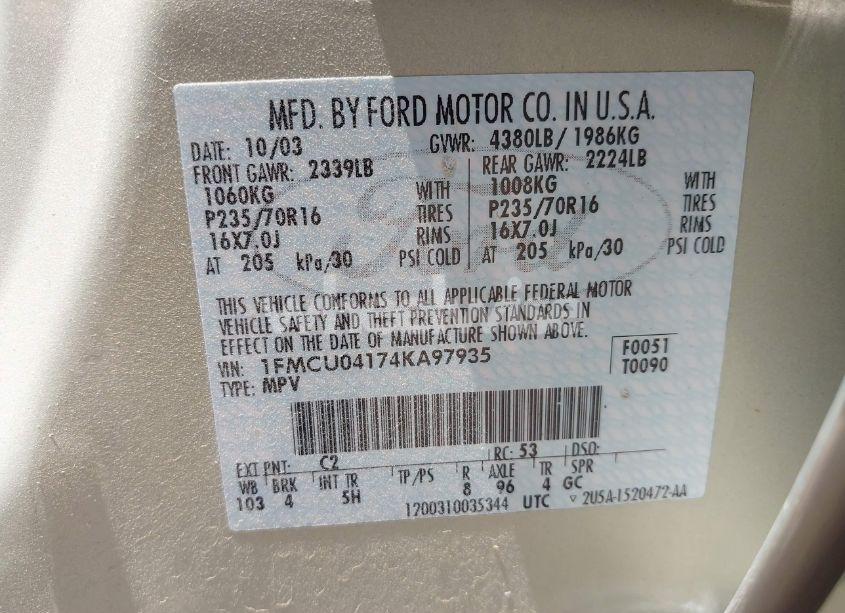 MFD. BY FORD MOTOR CO. IN U.S.A.
DATE: 10/03 GVWR: 4380LB/ 1986KG
FRONT GAWR: 2339LB REAR GAWR: 2224LB
1060KG WITH 1008KG WITH
P235/70R16 TIRES P235/70R16 TIRES
16X7.0J RIMS 16X7.0J RIMS
AT 205 kPa/30 PSI COLD AT 205 kPa/30 PSI COLD
THIS VEHICLE CONFORMS TO ALL APPLICABLE FEDERAL MOTOR
VEHICLE SAFETY AND THEFT PREVENTION STANDARDS IN
EFFECT ON THE DATE OF MANUFACTURE SHOWN ABOVE.
VIN: 1FMCU04174KA97935 F0051
TYPE: MPV T0090
EXT PNT: C2 RC: 53 DSO:
WB BRK INT TR TP/PS R AXLE TR SPR
103 4 5H 8 96 4 GC
1200310035344 UTC 2U5A-1520472-AA